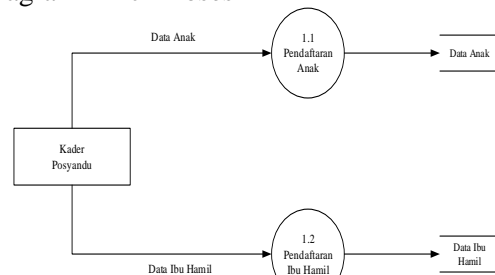 Data Anak
1.1
Pendaftaran
Anak
Data Anak
Kader
Posyandu
1.2
Pendaftaran
Ibu Hamil
Data Ibu
Hamil
Data Ibu Hamil